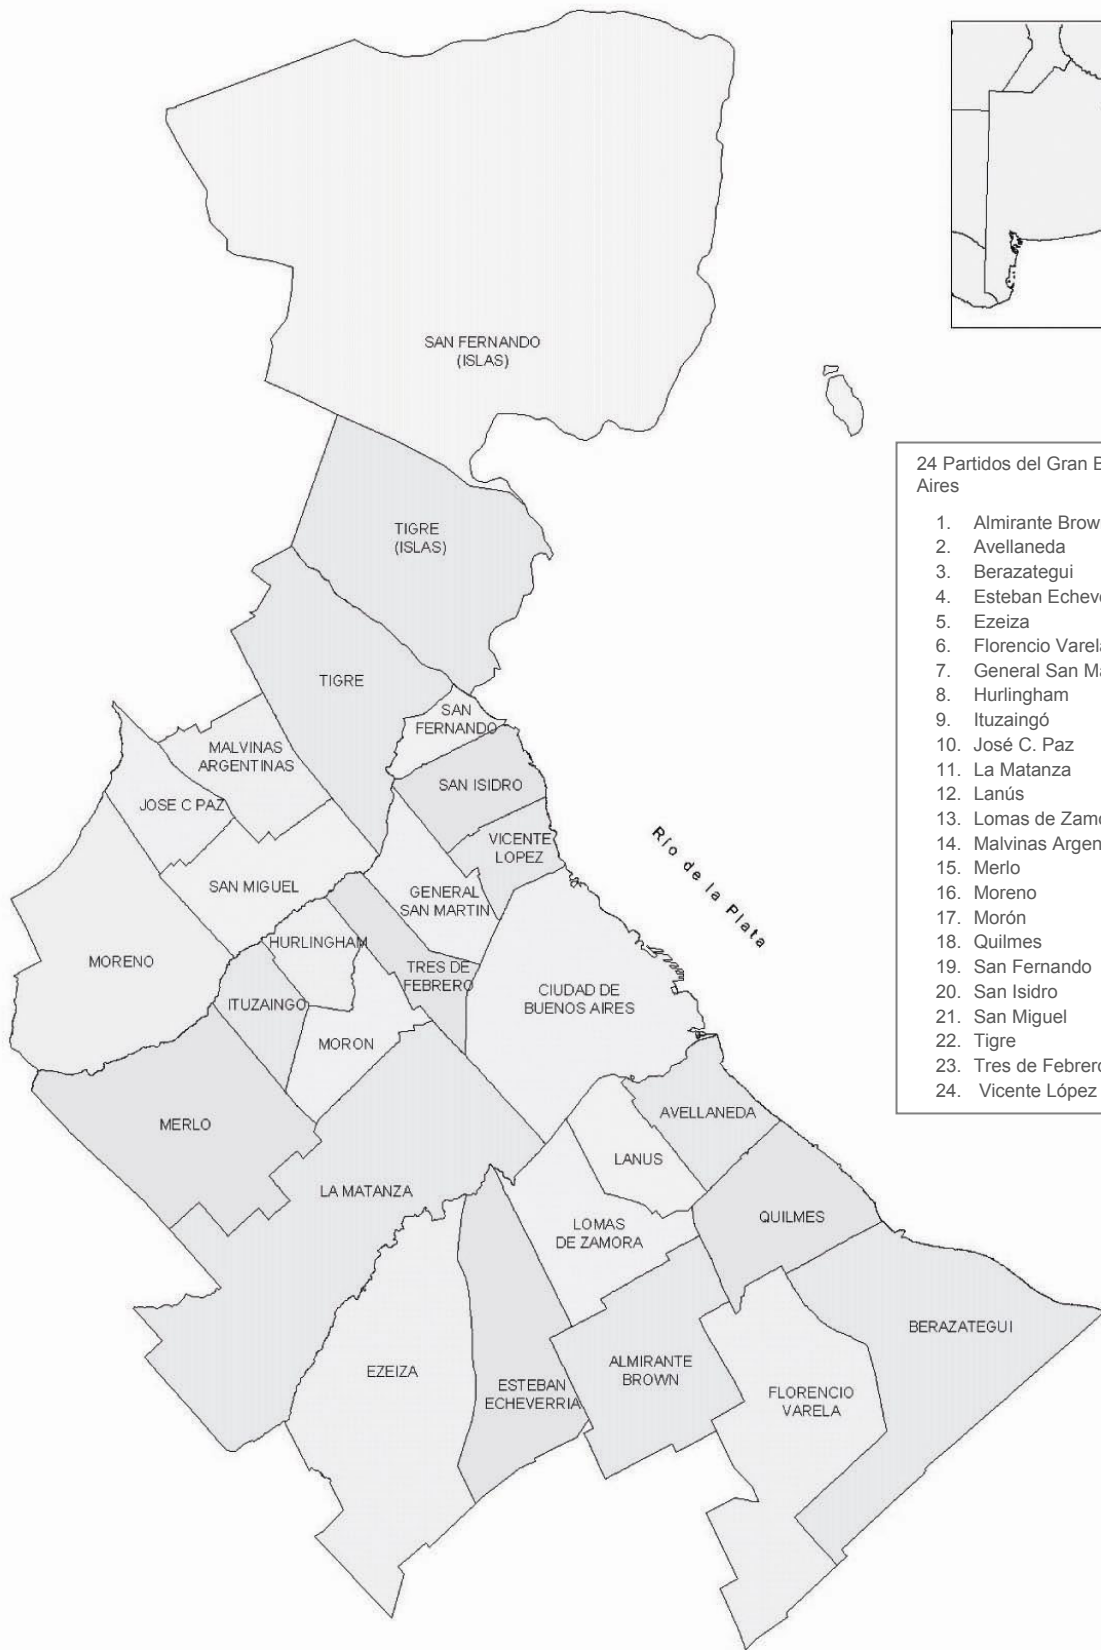 SAN FERNANDO
(ISLAS)
TIGRE
(ISLAS)
TIGRE
SAN
FERNANDO
MALVINAS
ARGENTINAS
SAN ISIDRO
JOSE C PAZ
VICENTE
LOPEZ
Río de la Plata
SAN MIGUEL
GENERAL
SAN MARTIN
HURLINGHAM
MORENO
TRES DE
FEBRERO
ITUZAINGO
CIUDAD DE
BUENOS AIRES
MORON
AVELLANEDA
MERLO
LANUS
LA MATANZA
QUILMES
LOMAS
DE ZAMORA
BERAZATEGUI
EZEIZA
ALMIRANTE
BROWN
ESTEBAN
ECHEVERRIA
FLORENCIO
VARELA
24 Partidos del Gran
Aires
1. Almirante
2. Avellaneda
3. Berazategui
4. Esteban
5. Ezeiza
6. Florencio
7. General San
8. Hurlingham
9. Ituzaingó
10. José C. Paz
11. La Matanza
12. Lanús
13. Lomas de
14. Malvinas
15. Merlo
16. Moreno
17. Morón
18. Quilmes
19. San Fernando
20. San Isidro
21. San Miguel
22. Tigre
23. Tres de Febrero
24. Vicente López